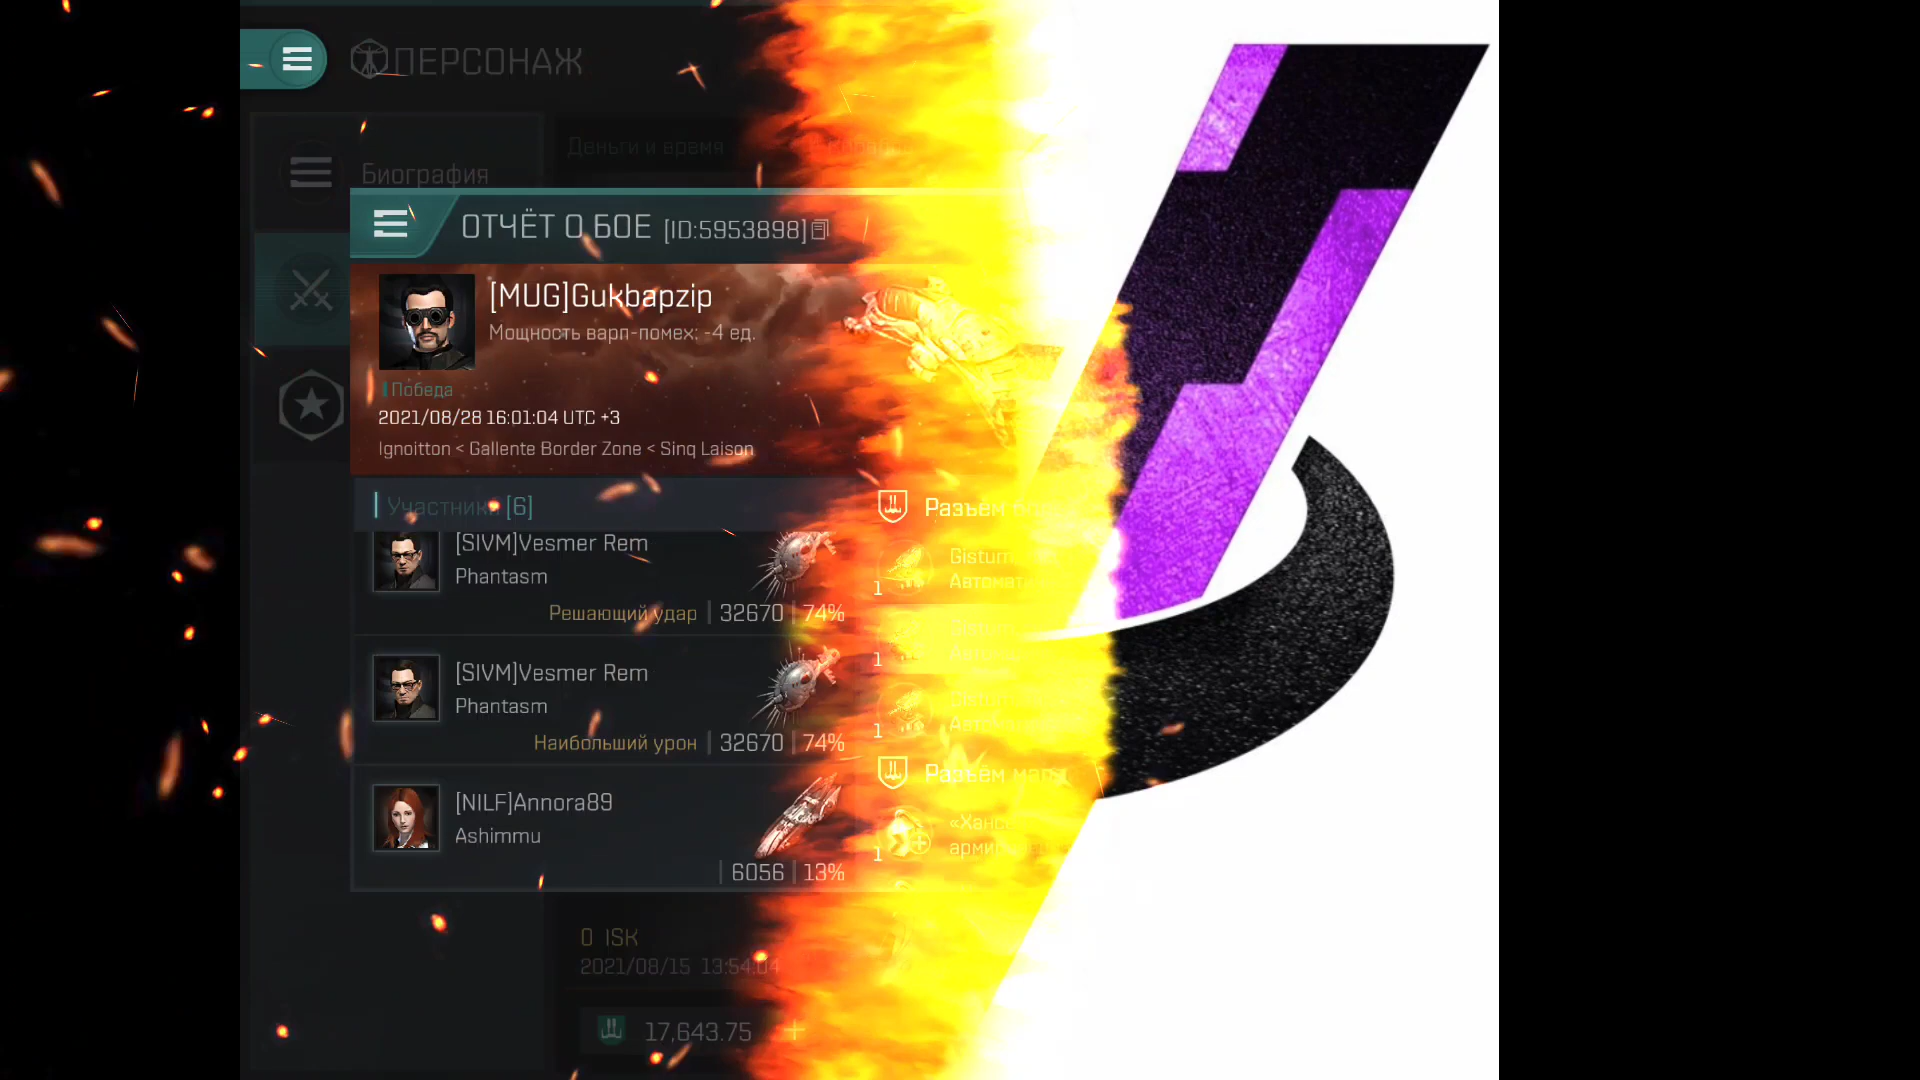 ПЕРСОНАЖ
Деньги и время
Биография
ОТЧЁТ О БОЕ [ID:5953898]
[MUG]Gukbapzip
Мощность варп-помех: -4 ед.
Победа
2021/08/28 16:01:04 UTC +3
Ignoitton < Gallente Border Zone < Sinq Laison
Участники [6]
[SIVM]Vesmer Rem
Phantasm
Решающий удар | 32670 | 74%
[SIVM]Vesmer Rem
Phantasm
Наибольший урон | 32670 | 74%
[NILF]Annora89
Ashimmu
| 6056 | 13%
Разъём
1
1
1
Разъём
1
0 ISK
2021/08/15 13:54:04
17,643.75 +